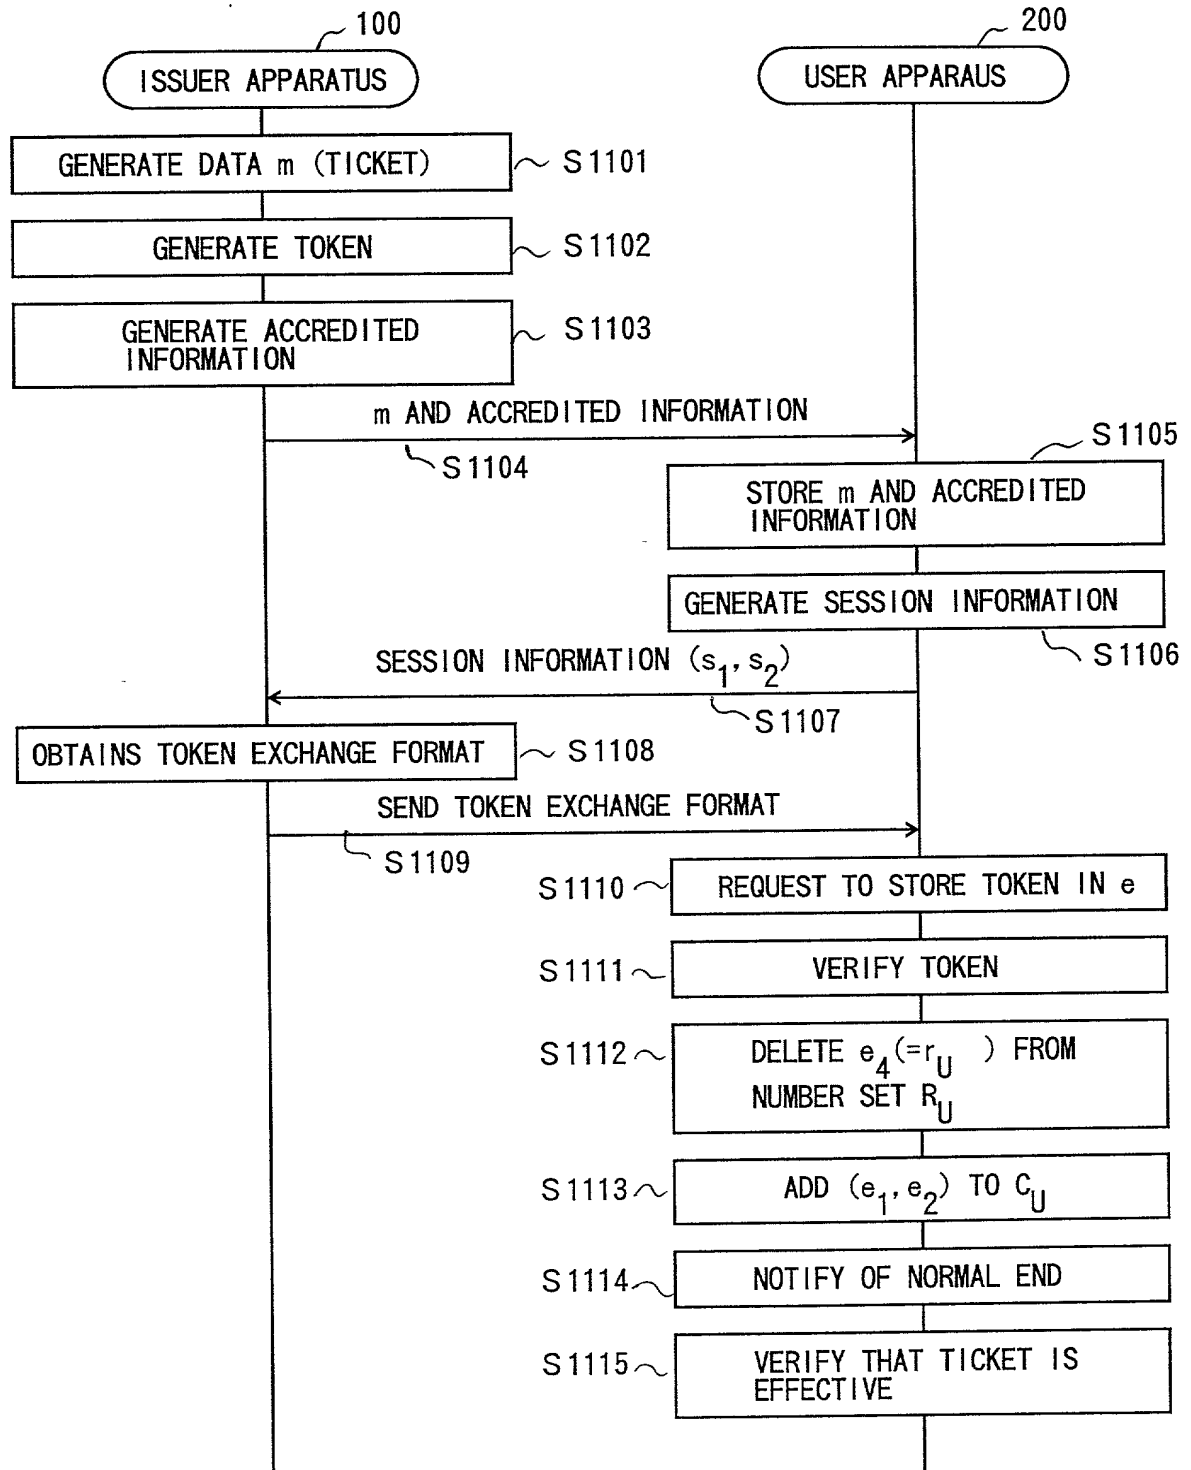 100
200
ISSUER APPARATUS
USER APPARAUS
GENERATE DATA m (TICKET)
S1101
GENERATE TOKEN
S1102
GENERATE ACCREDITED
INFORMATION
S1103
m AND ACCREDITED INFORMATION
S1104
S1105
STORE m AND ACCREDITED
INFORMATION
GENERATE SESSION INFORMATION
S1106
SESSION INFORMATION (s1, s2)
S1107
OBTAINS TOKEN EXCHANGE FORMAT
S1108
SEND TOKEN EXCHANGE FORMAT
S1109
S1110
REQUEST TO STORE TOKEN IN e
S1111
VERIFY TOKEN
S1112
DELETE e4(=rU ) FROM
NUMBER SET RU
S1113
ADD (e1, e2) TO CU
S1114
NOTIFY OF NORMAL END
S1115
VERIFY THAT TICKET IS
EFFECTIVE